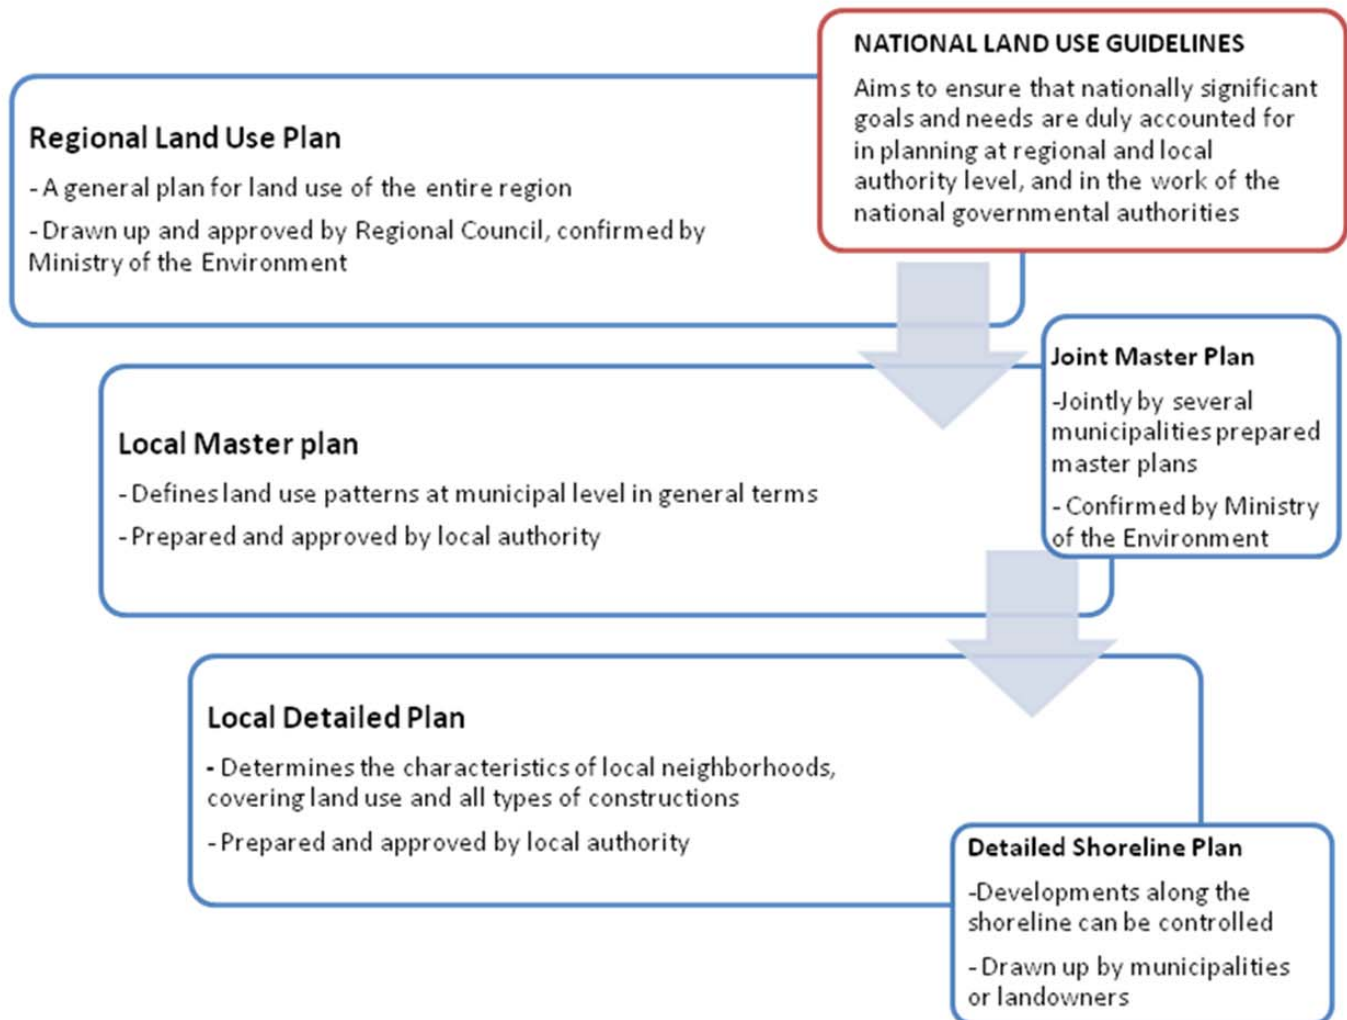 NATIONAL LAND USE GUIDELINES
Aims to ensure that nationally significant
goals and needs are duly accounted for
in planning at regional and local
authority level, and in the work of the
national governmental authorities
Regional Land Use Plan
- A general plan for land use of the entire region
- Drawn up and approved by Regional Council, confirmed by
Ministry of the Environment
Joint Master Plan
-Jointly by several
municipalities prepared
master plans
- Confirmed by Ministry
of the Environment
Local Master plan
- Defines land use patterns at municipal level in general terms
- Prepared and approved by local authority
Local Detailed Plan
- Determines the characteristics of local neighborhoods,
covering land use and all types of constructions
- Prepared and approved by local authority
Detailed Shoreline Plan
-Developments along the
shoreline can be controlled
- Drawn up by municipalities
or landowners